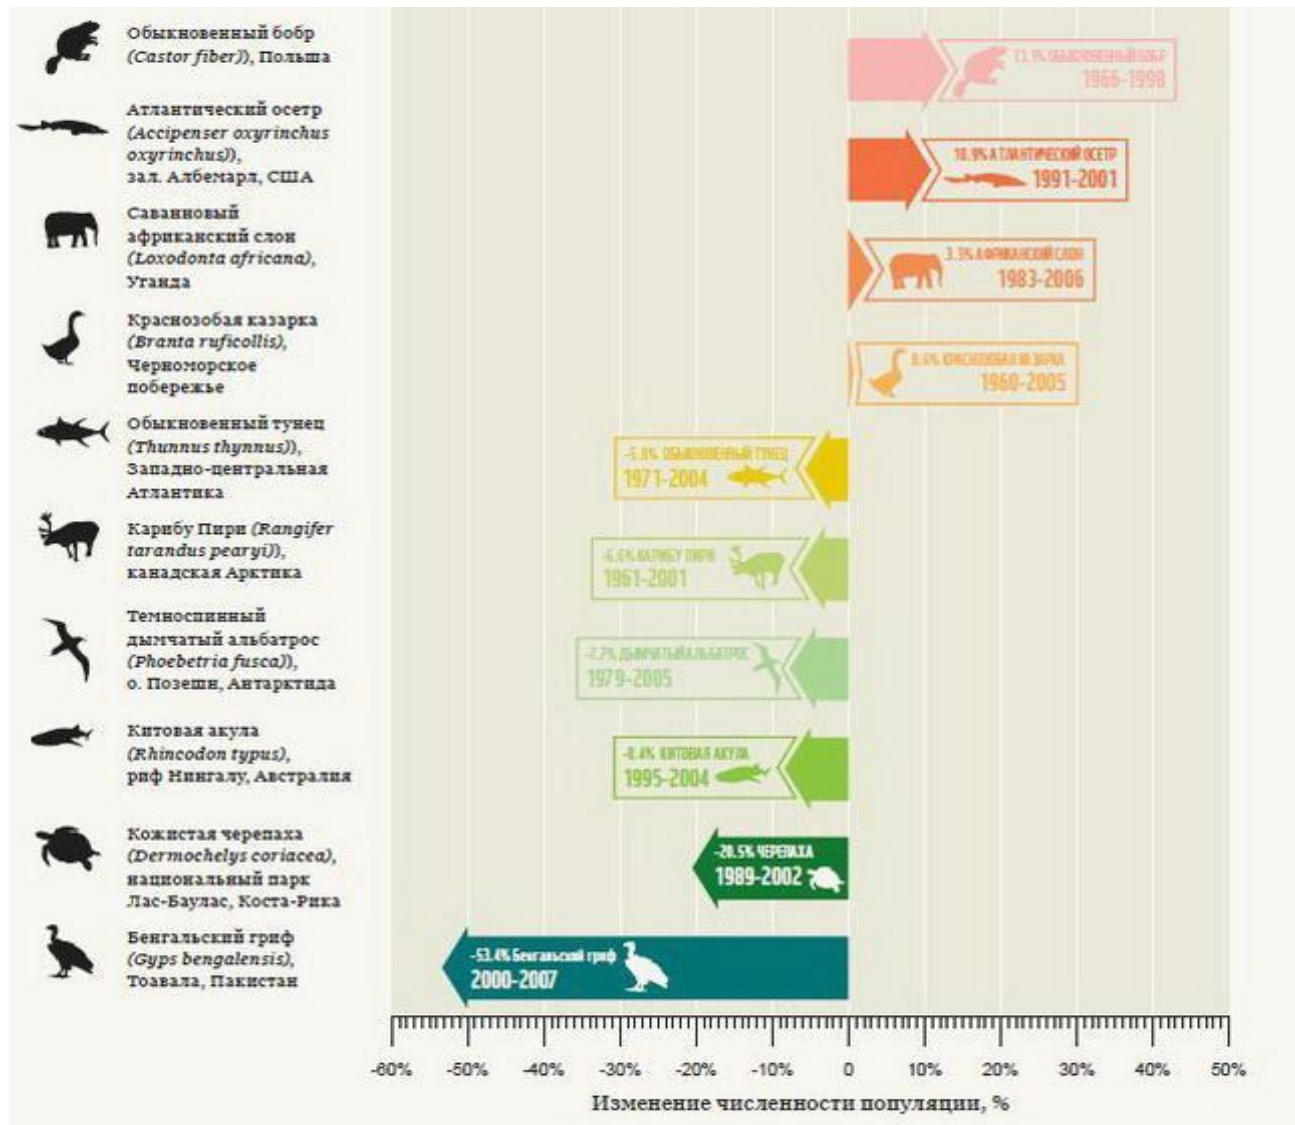 Обыкновенный бобр
(Castor fiber)), Польша
13.1% ОБЫКНОВЕННЫЙ БОБР
1966-1998
Атлантический осетр
(Accipenser oxyrinchus
oxyrinchus)),
зал. Албемарл, США
10.9% АТЛАНТИЧЕСКИЙ ОСЕТР
1991-2001
Саванновый
африканский слон
(Loxodonta africana),
Уганда
3.3% АФРИКАНСКИЙ СЛОН
1983-2006
Краснозобая казарка
(Branta ruficollis),
Черноморское
побережье
КРАСНОЗОБАЯ КАЗАРКА
1960-2005
Обыкновенный тунец
(Thunnus thynnus)),
Западно-центральная
Атлантика
ОБЫКНОВЕННЫЙ ТУНЕЦ
1971-2004
Карибу Пири (Rangifer
tarandus pearyi)),
канадская Арктика
КАРИБУ ПИРИ
1961-2001
Темноспинный
дымчатый альбатрос
(Phoebetria fusca)),
о. Позешн, Антарктида
-7.7% ДЫМЧАТЫЙ АЛЬБАТРОС
1979-2005
Китовая акула
(Rhincodon typus),
риф Нингалу, Австралия
КИТОВАЯ АКУЛА
1995-2004
Кожистая черепаха
(Dermochelys coriacea),
национальный парк
Лас-Баулас, Коста-Рика
-20.5% ЧЕРЕПАХА
1989-2002
Бенгальский гриф
(Gyps bengalensis),
Тоавала, Пакистан
-53.4% Бенгальский гриф
2000-2007
-60% -50% -40% -30% -20% -10% 0 10% 20% 30% 40% 50%
Изменение численности популяции, %